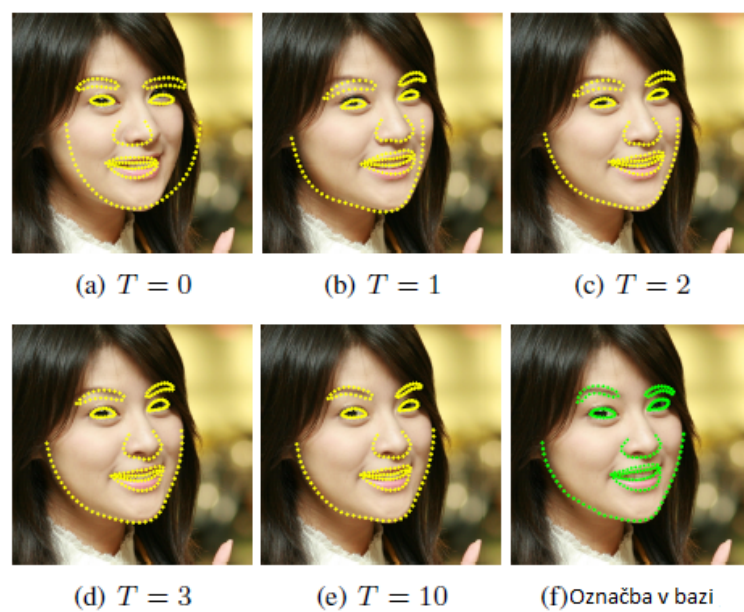 (a) T = 0
(b) T = 1
(c) T = 2
(d) T = 3
(e) T = 10
(f)Označba v bazi